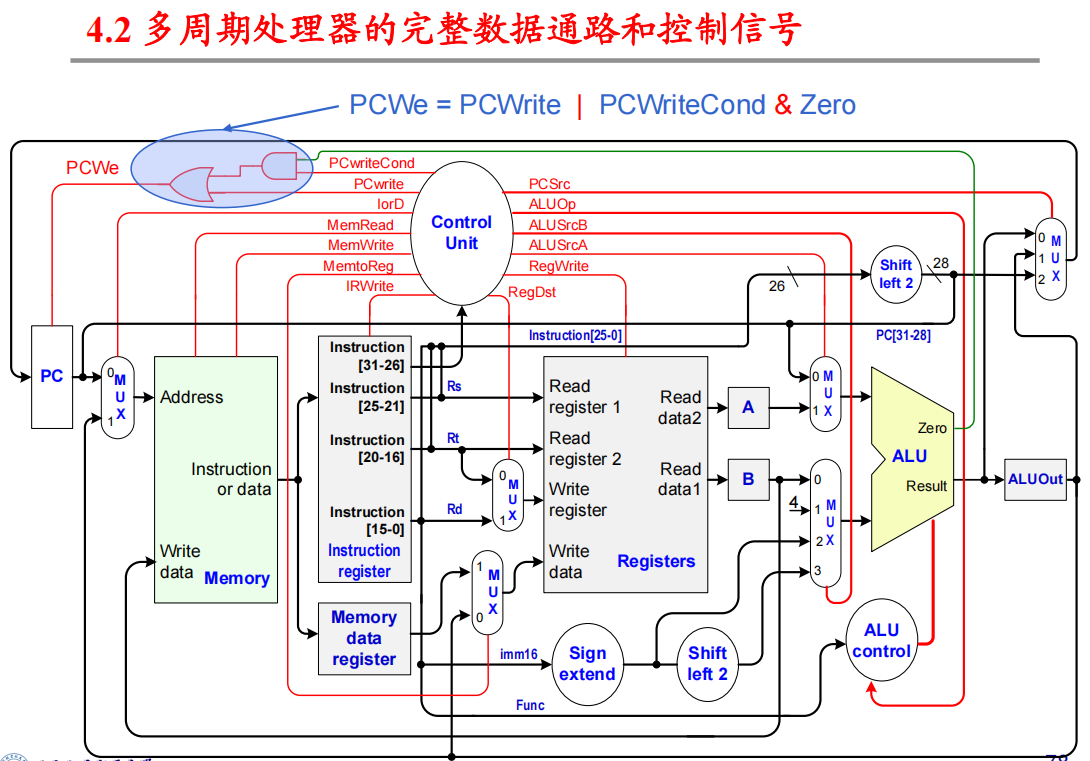 4.2 多周期处理器的完整数据通路和控制信号
PCWe = PCWrite | PCWriteCond & Zero
PCWe
PCwriteCond
PCwrite
IorD
MemRead
MemWrite
MemtoReg
IRWrite
Control
Unit
PCSrc
ALUOp
ALUSrcB
ALUSrcA
RegWrite
RegDst
26
Shift
left 2
28
0
1
2
M
U
X
Instruction[25-0]
PC[31-28]
PC
0
1
M
U
X
Address
Instruction
or data
Write
data
Memory
Instruction
[31-26]
Instruction
[25-21]
Instruction
[20-16]
Instruction
[15-0]
Instruction
register
Memory
data
register
Rs
Rt
Rd
0
1
M
U
X
1
0
M
U
X
Read
register 1
Read
register 2
Write
register
Write
data
Read
data2
Read
data1
Registers
A
B
0
1
M
U
X
4
0
1
2
3
M
U
X
Zero
ALU
Result
ALUOut
imm16
Sign
extend
Shift
left 2
ALU
control
Func